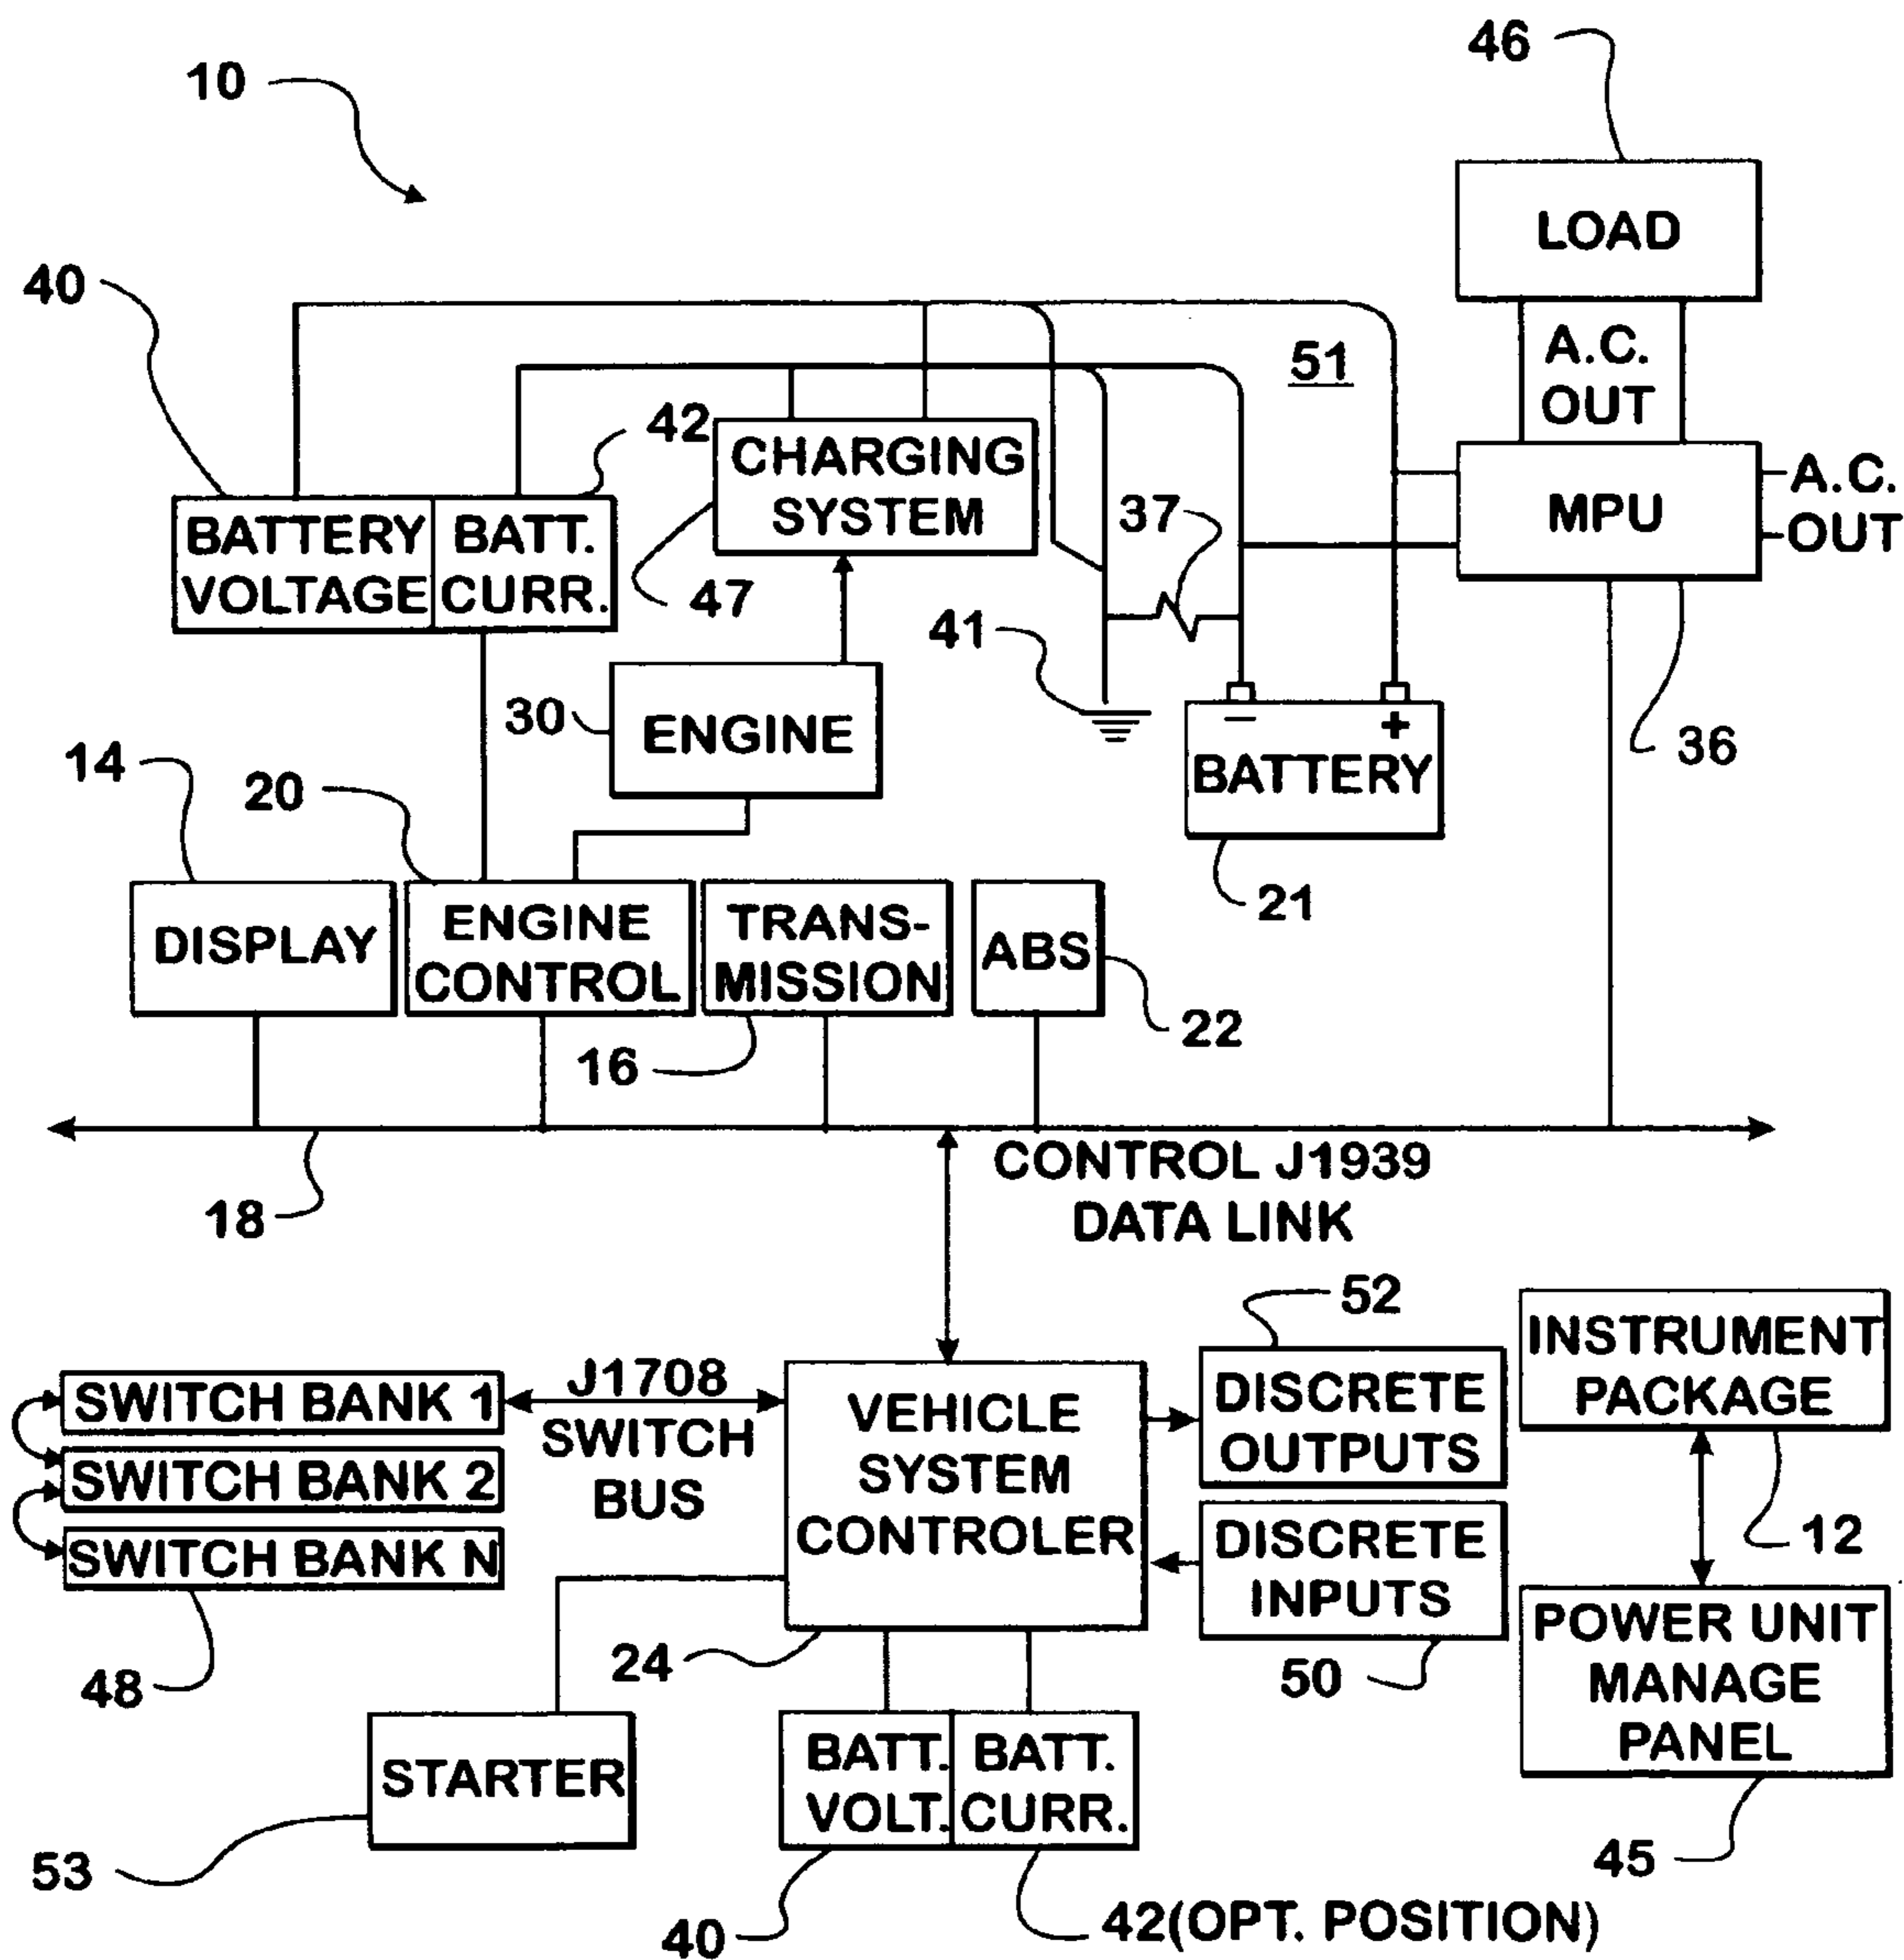 10
46
LOAD
40
A.C.
OUT
51
42
CHARGING
SYSTEM
MPU
A.C.
OUT
BATTERY
VOLTAGE
BATT.
CURR.
37
47
41
30
ENGINE
36
−
+
BATTERY
14
20
21
DISPLAY
ENGINE
CONTROL
TRANS-
MISSION
ABS
16
22
CONTROL J1939
DATA LINK
18
52
SWITCH BANK 1
SWITCH BANK 2
SWITCH BANK N
J1708
SWITCH
BUS
VEHICLE
SYSTEM
CONTROLER
DISCRETE
OUTPUTS
INSTRUMENT
PACKAGE
DISCRETE
INPUTS
12
48
24
50
POWER UNIT
MANAGE
PANEL
STARTER
BATT.
VOLT.
BATT.
CURR.
53
45
40
42(OPT. POSITION)